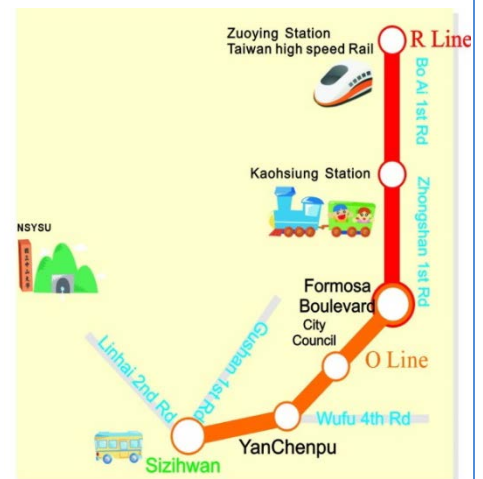 Zuoying Station
Taiwan high speed Rail
R Line
Bo Ai 1st Rd
Kaohsiung Station
Zhongshan 1st Rd
NSYSU
Formosa
Boulevard
City
Council
O Line
Gushan 1st Rd
Linhai 2nd Rd
Wufu 4th Rd
YanChenpu
Sizihwan